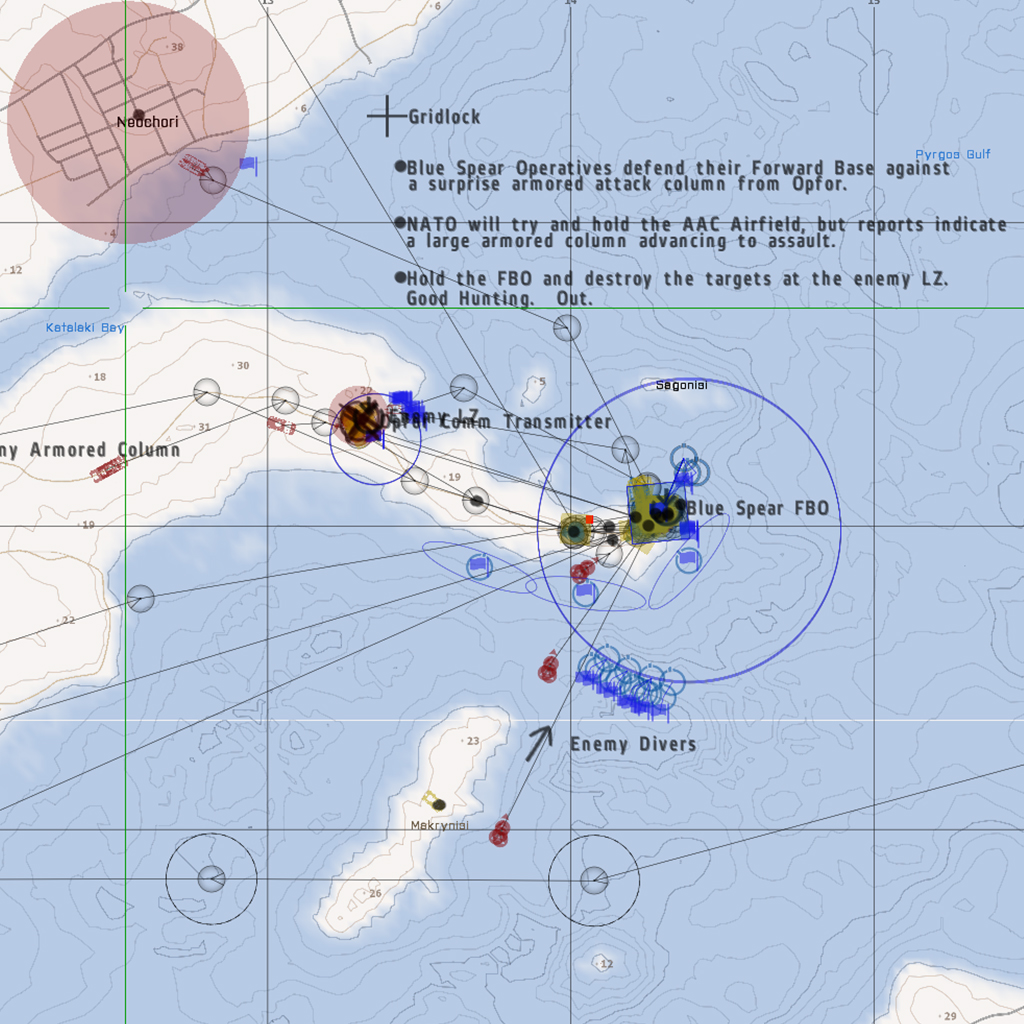 13
14
15
6
38
Neochori
6
Gridlock
Pyrgos Gulf
Blue Spear Operatives defend their Forward Base against
a surprise armored attack column from Opfor.
4
NATO will try and hold the AAC Airfield, but reports indicate
a large armored column advancing to assault.
12
Hold the FBO and destroy the targets at the enemy LZ.
Good Hunting. Out.
Katalaki Bay
30
18
5
Sagonisi
22
Enemy LZ
Opfor Comm Transmitter
31
ny Armored Column
19
Blue Spear FBO
19
22
23
Enemy Divers
Makrynisi
26
12
29